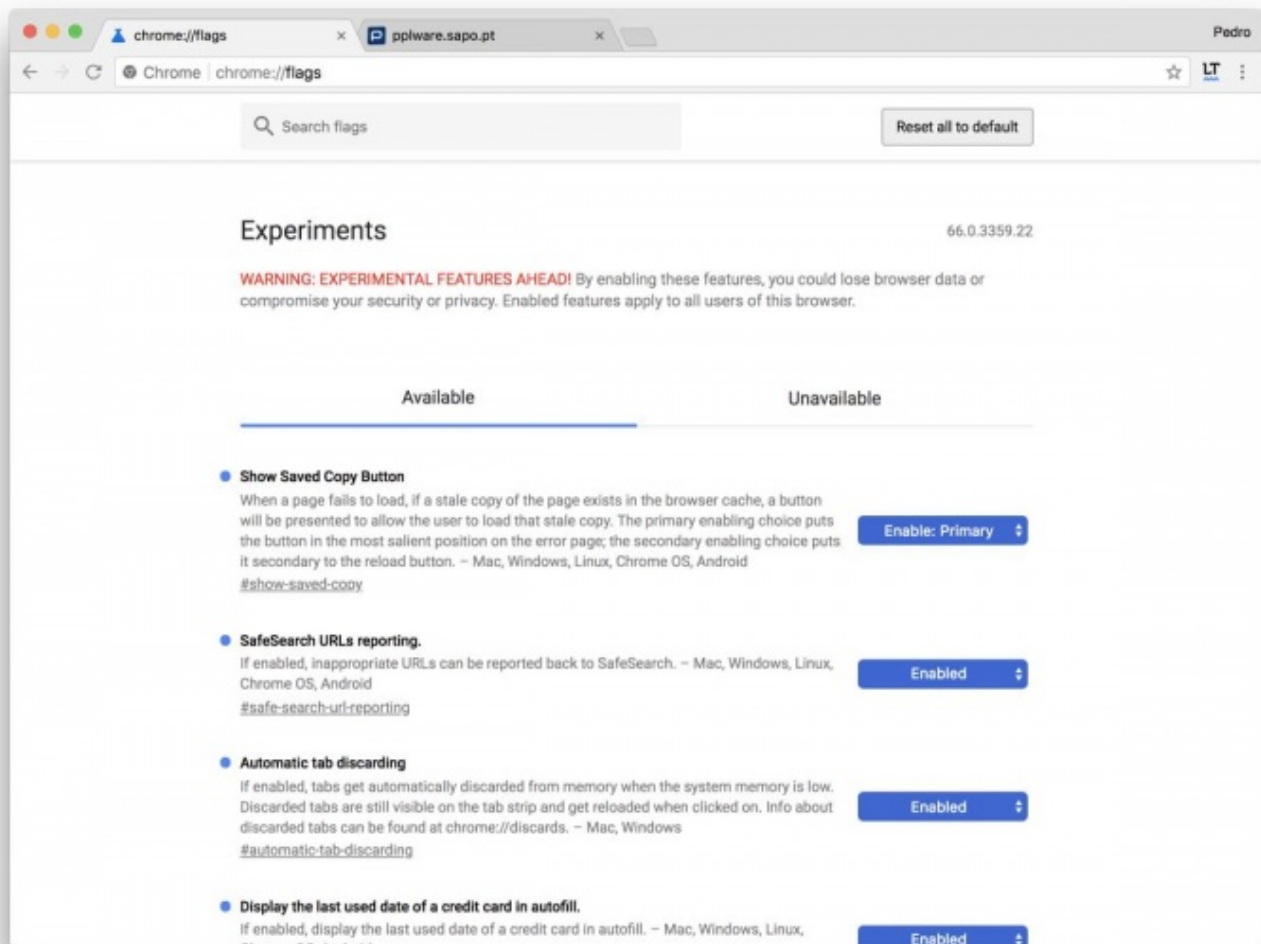 chrome://flags
pplware.sapo.pt
Pedro
Chrome chrome://flags
LT
Search flags
Reset all to default
Experiments
66.0.3359.22
WARNING: EXPERIMENTAL FEATURES AHEAD! By enabling these features, you could lose browser data or
compromise your security or privacy. Enabled features apply to all users of this browser.
Available
Unavailable
Show Saved Copy Button
When a page fails to load, if a stale copy of the page exists in the browser cache, a button
will be presented to allow the user to load that stale copy. The primary enabling choice puts
the button in the most salient position on the error page; the secondary enabling choice puts
it secondary to the reload button. – Mac, Windows, Linux, Chrome OS, Android
#show-saved-copy
Enable: Primary
SafeSearch URLs reporting.
If enabled, inappropriate URLs can be reported back to SafeSearch. – Mac, Windows, Linux,
Chrome OS, Android
#safe-search-url-reporting
Enabled
Automatic tab discarding
If enabled, tabs get automatically discarded from memory when the system memory is low.
Discarded tabs are still visible on the tab strip and get reloaded when clicked on. Info about
discarded tabs can be found at chrome://discards. – Mac, Windows
#automatic-tab-discarding
Enabled
Display the last used date of a credit card in autofill.
If enabled, display the last used date of a credit card in autofill. – Mac, Windows, Linux,
Enabled